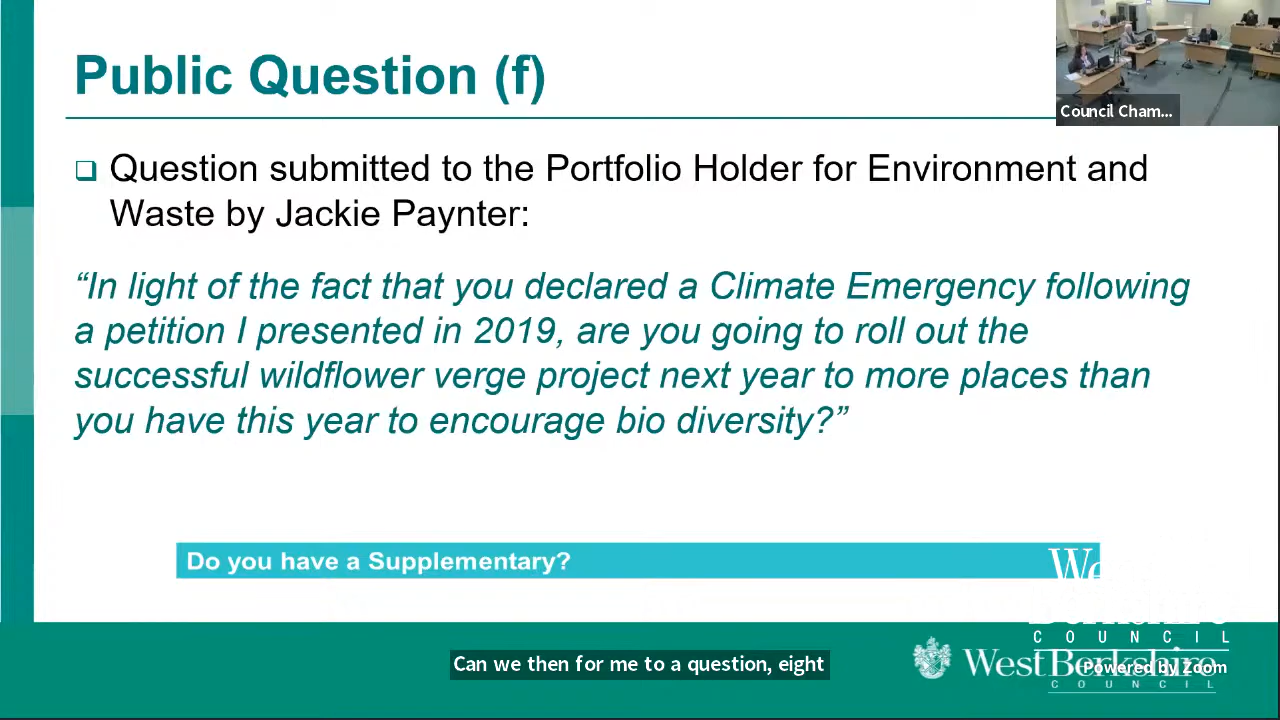 Public Question (f)
Council Cham...
Question submitted to the Portfolio Holder for Environment and
Waste by Jackie Paynter:
“In light of the fact that you declared a Climate Emergency following
a petition I presented in 2019, are you going to roll out the
successful wildflower verge project next year to more places than
you have this year to encourage bio diversity?”
Do you have a Supplementary?
COUNCIL
Can we then for me to a question, eight
West Berkshire
Powered by Zoom
COUNCIL